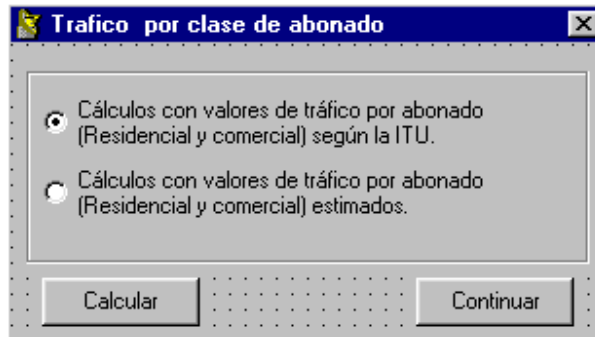 Trafico por clase de abonado
Cálculos con valores de tráfico por abonado
(Residencial y comercial) según la ITU.
Cálculos con valores de tráfico por abonado
(Residencial y comercial) estimados.
Calcular
Continuar